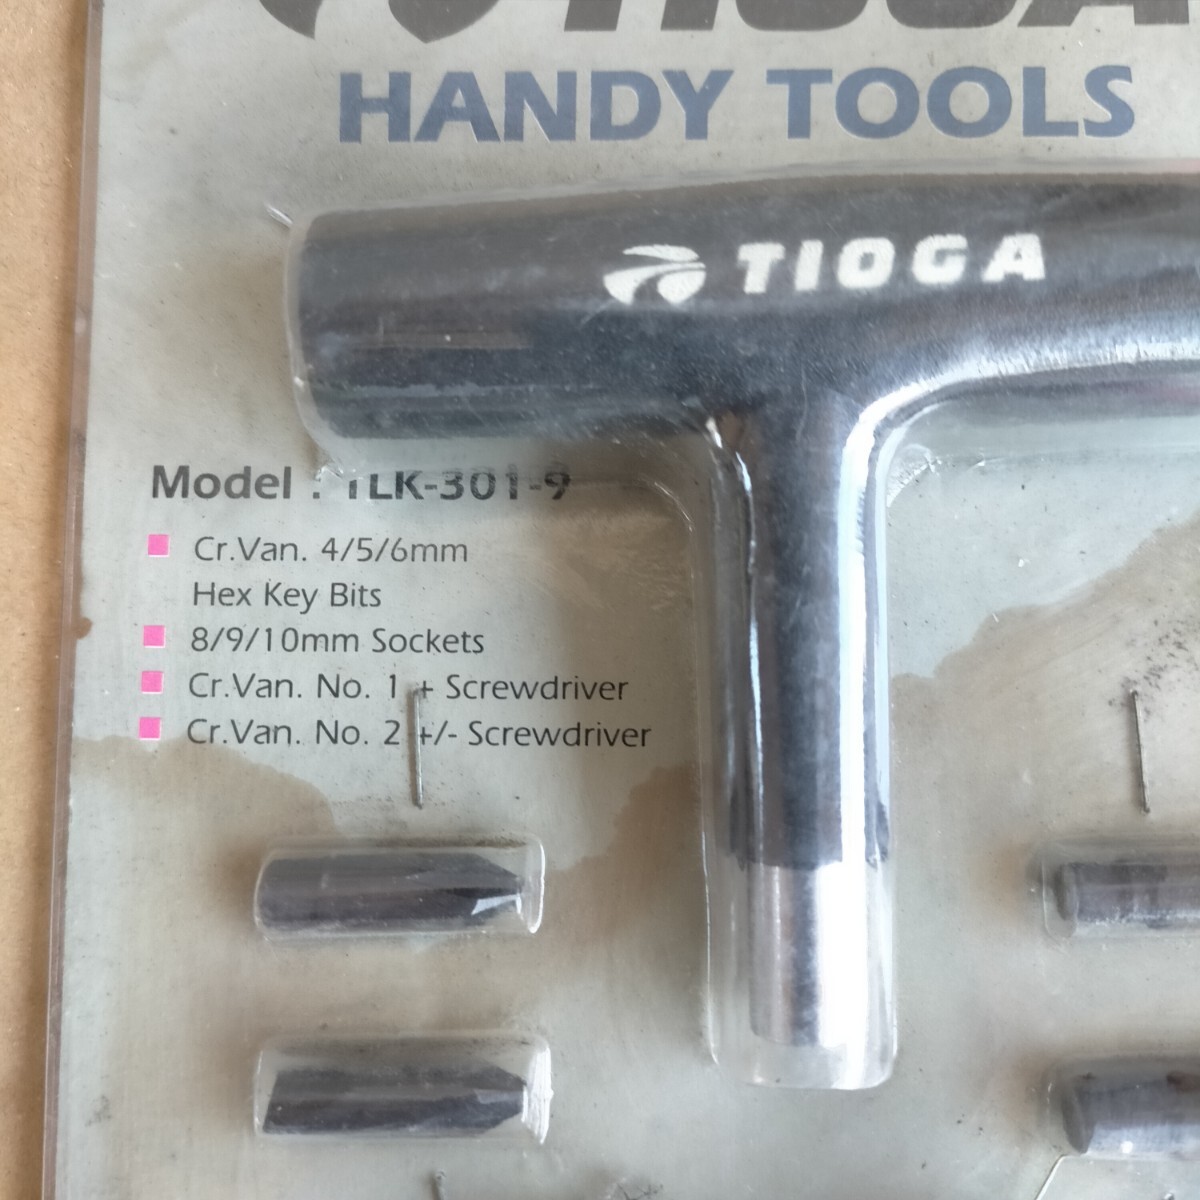 TIOGA
HANDY TOOLS
TIOGA
Model : TLK-301-9
Cr.Van. 4/5/6mm
Hex Key Bits
8/9/10mm Sockets
Cr.Van. No. 1 + Screwdriver
Cr.Van. No. 2 +/- Screwdriver